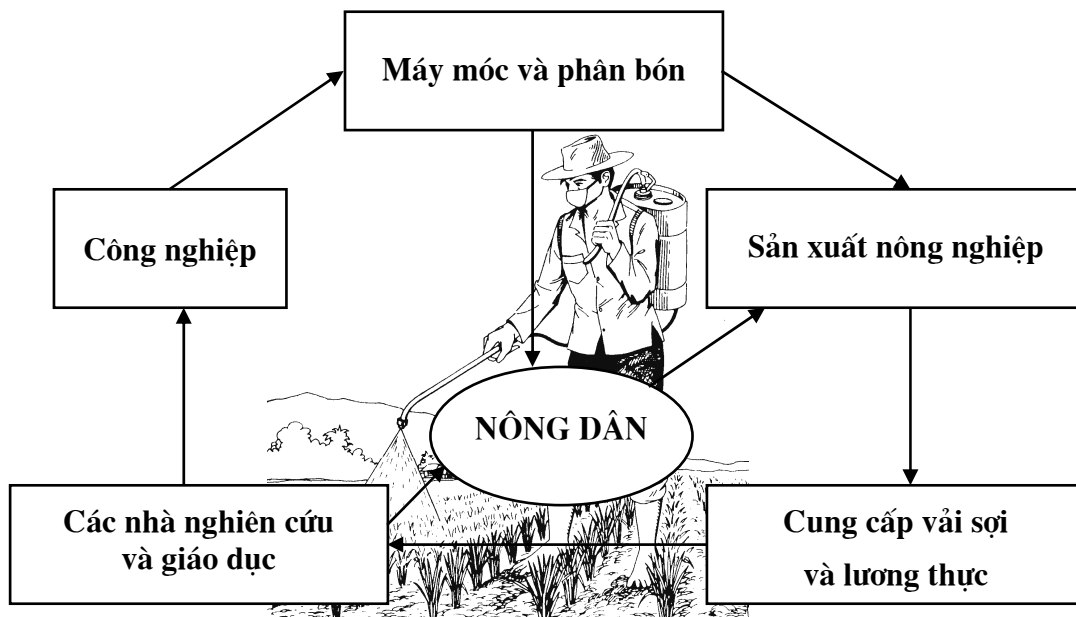 Máy móc và phân bón
Công nghiệp
Sản xuất nông nghiệp
NÔNG DÂN
Các nhà nghiên cứu
và giáo dục
Cung cấp vải sợi
và lương thực